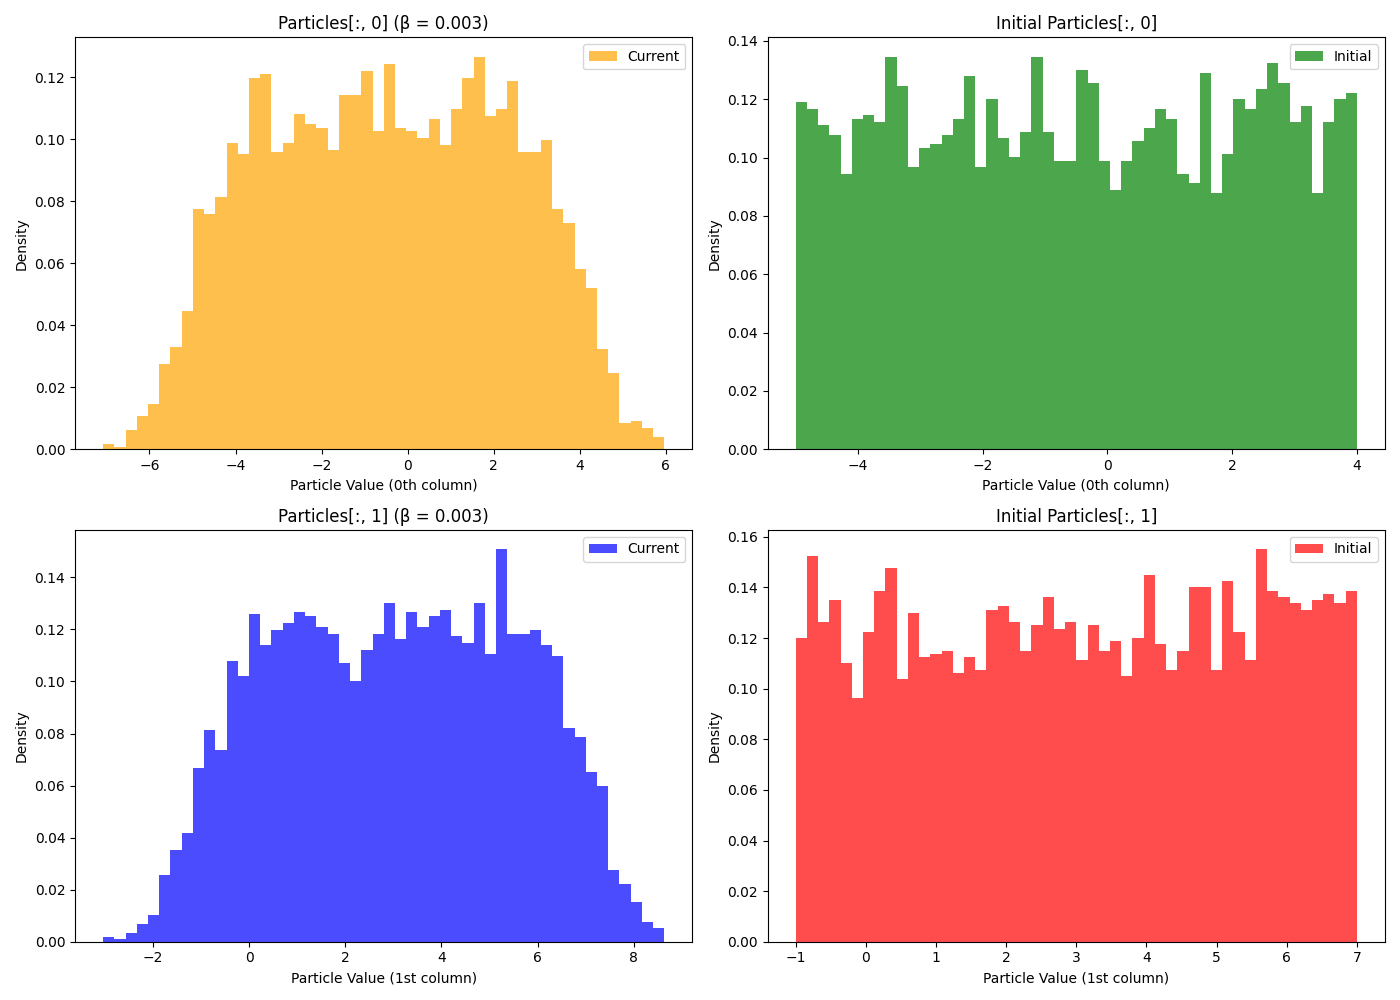 Particles[:, 0] (β = 0.003)
Current
Density
0.12
0.10
0.08
0.06
0.04
0.02
0.00
−6 −4 −2 0 2 4 6
Particle Value (0th column)
Initial Particles[:, 0]
Initial
Density
0.14
0.12
0.10
0.08
0.06
0.04
0.02
0.00
−4 −2 0 2 4
Particle Value (0th column)
Particles[:, 1] (β = 0.003)
Current
Density
0.14
0.12
0.10
0.08
0.06
0.04
0.02
0.00
−2 0 2 4 6 8
Particle Value (1st column)
Initial Particles[:, 1]
Initial
Density
0.16
0.14
0.12
0.10
0.08
0.06
0.04
0.02
0.00
−1 0 1 2 3 4 5 6 7
Particle Value (1st column)